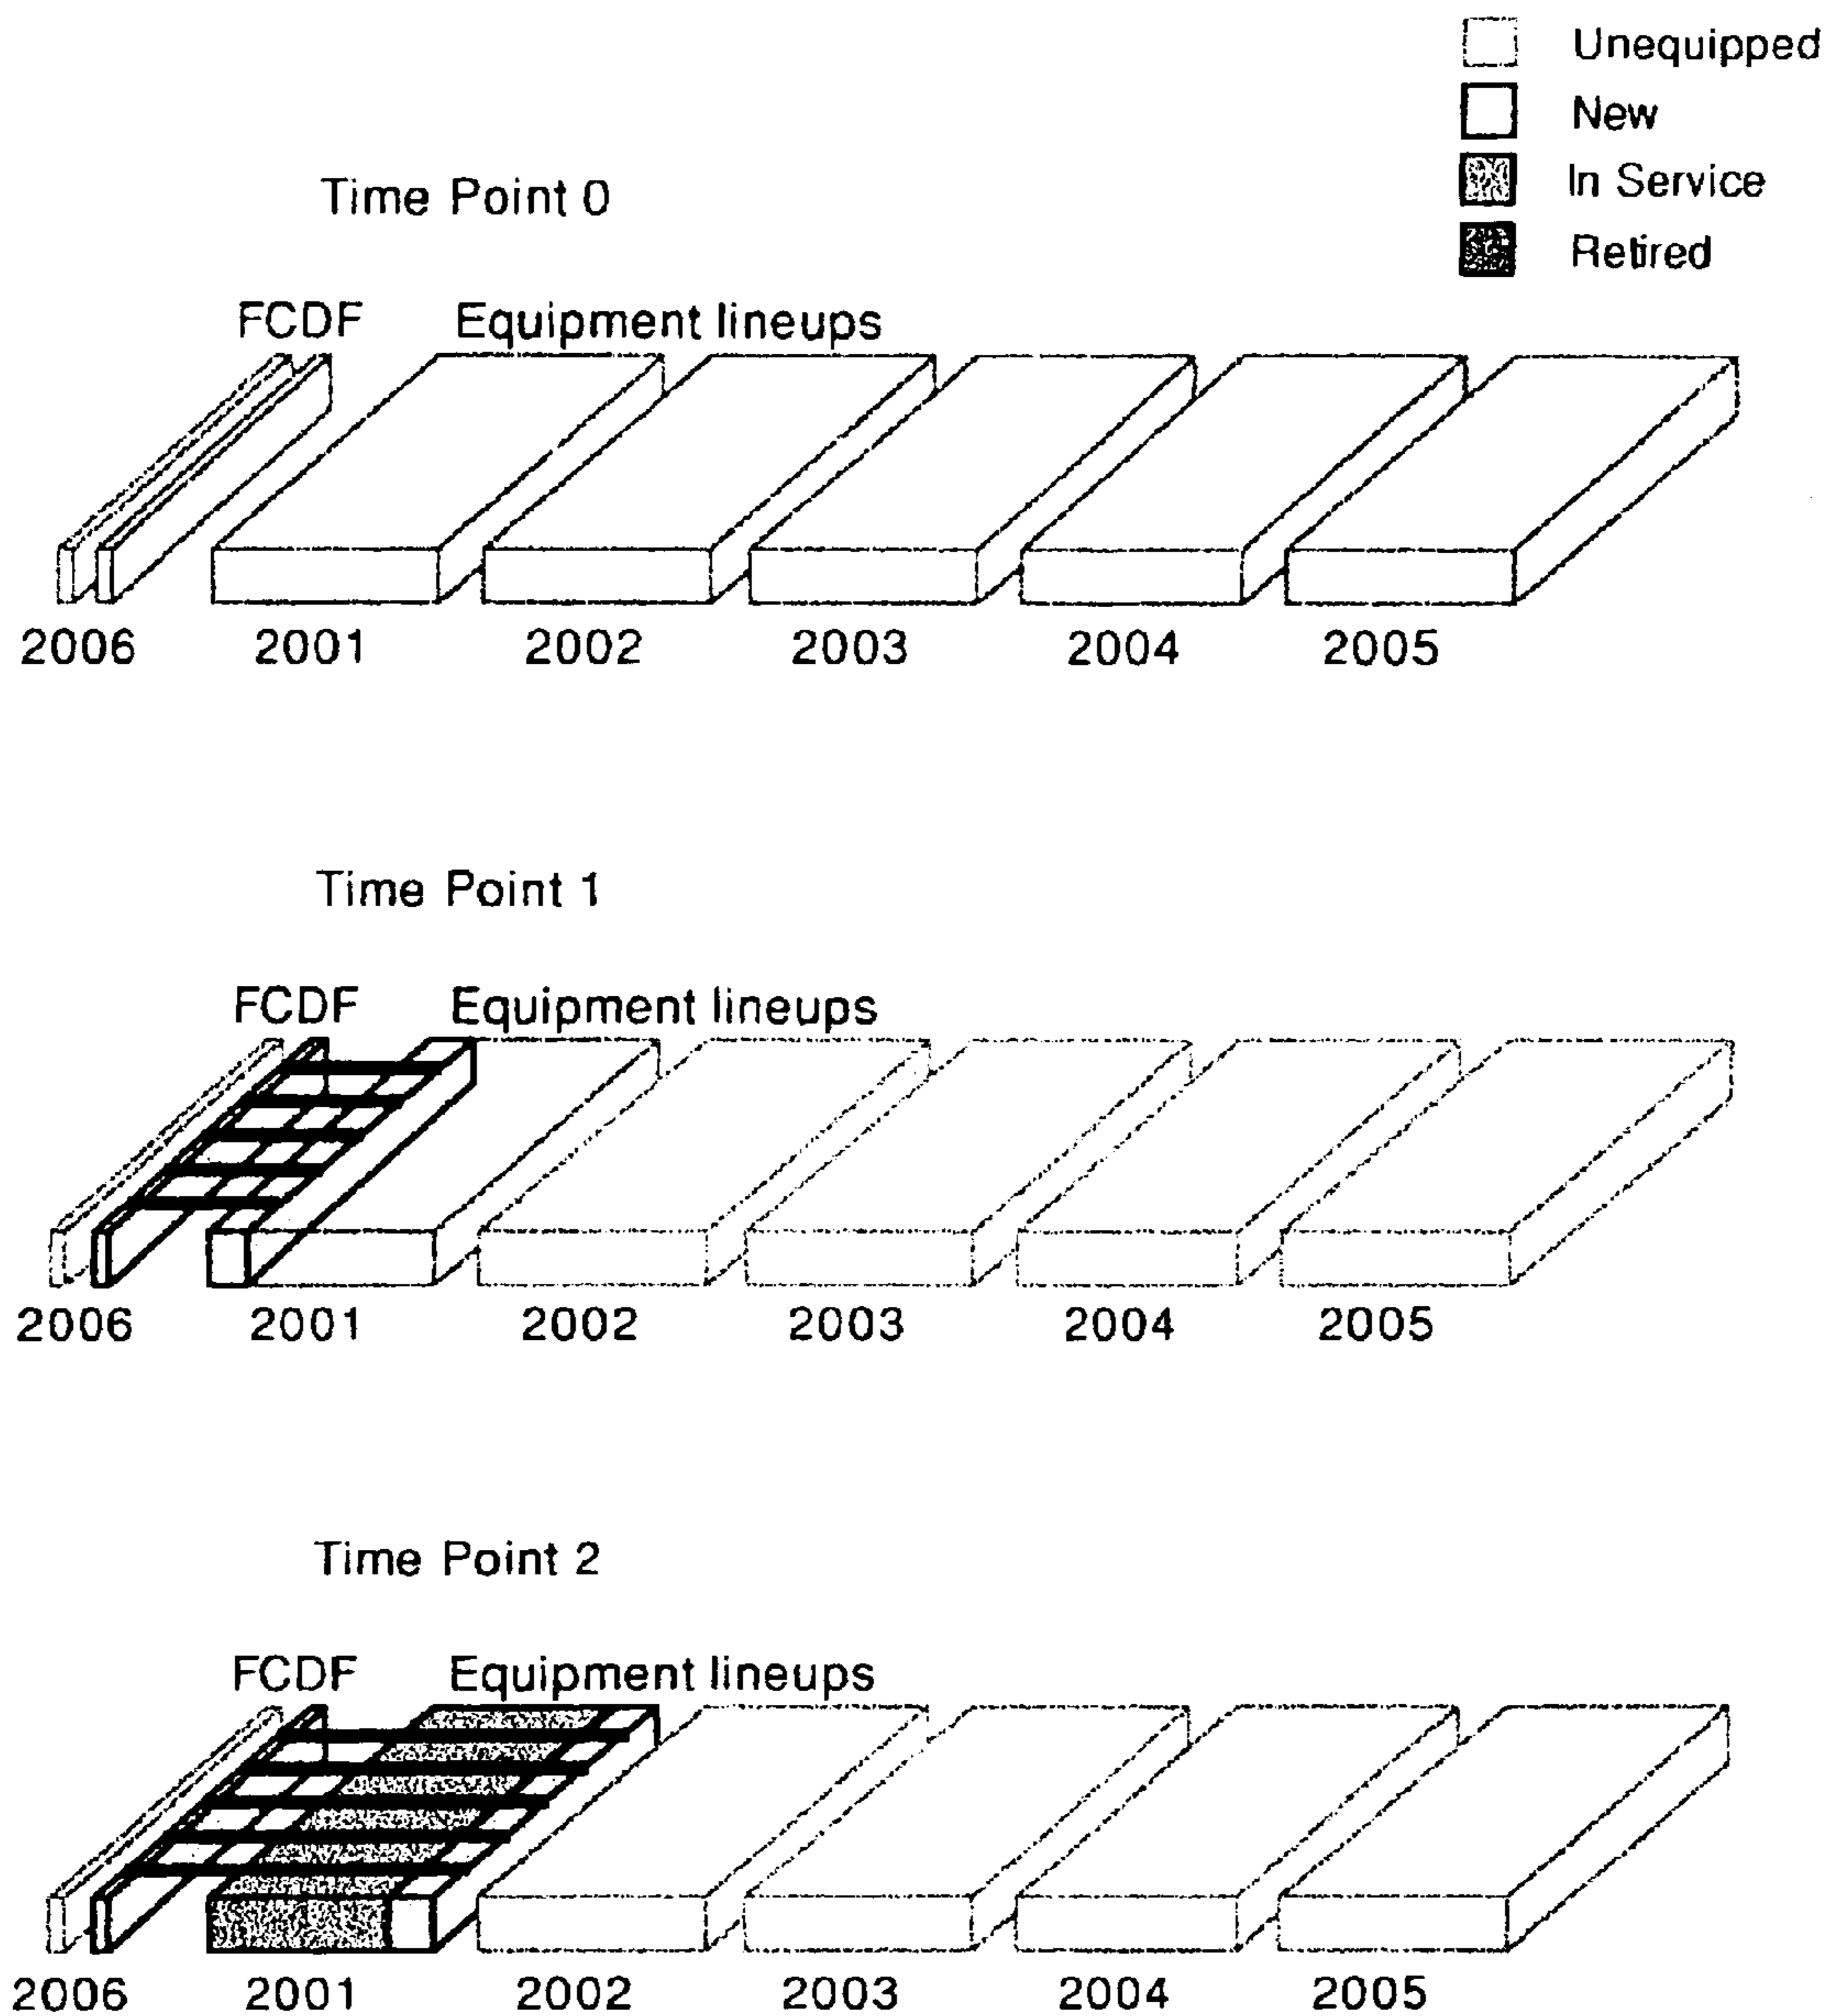 Unequipped
New
In Service
Retired
Time Point 0
FCDF Equipment lineups
2006 2001 2002 2003 2004 2005
Time Point 1
FCDF Equipment lineups
2006 2001 2002 2003 2004 2005
Time Point 2
FCDF Equipment lineups
2006 2001 2002 2003 2004 2005